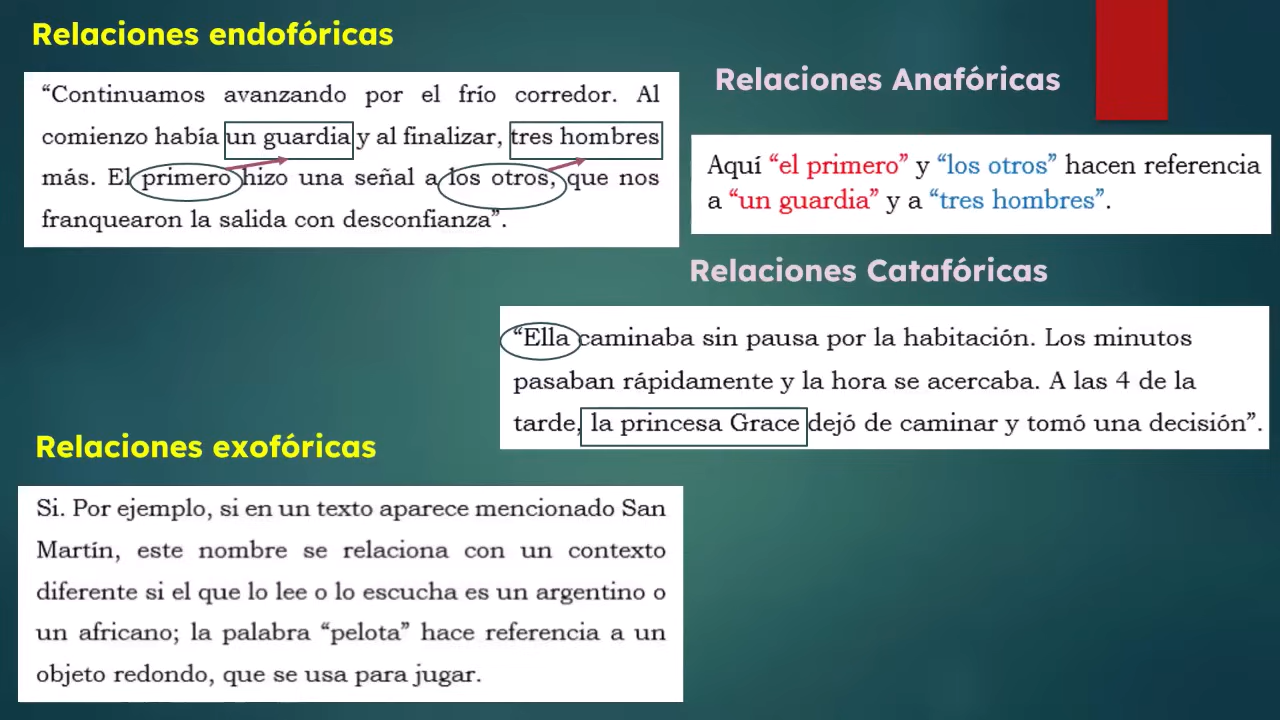 Relaciones endofóricas
“Continuamos avanzando por el frío corredor. Al
comienzo había un guardia y al finalizar, tres hombres
más. El primero hizo una señal a los otros, que nos
franquearon la salida con desconfianza”.
Relaciones Anafóricas
Aquí “el primero” y “los otros” hacen referencia
a “un guardia” y a “tres hombres”.
Relaciones Catafóricas
“Ella caminaba sin pausa por la habitación. Los minutos
pasaban rápidamente y la hora se acercaba. A las 4 de la
tarde, la princesa Grace dejó de caminar y tomó una decisión”.
Relaciones exofóricas
Si. Por ejemplo, si en un texto aparece mencionado San
Martín, este nombre se relaciona con un contexto
diferente si el que lo lee o lo escucha es un argentino o
un africano; la palabra “pelota” hace referencia a un
objeto redondo, que se usa para jugar.